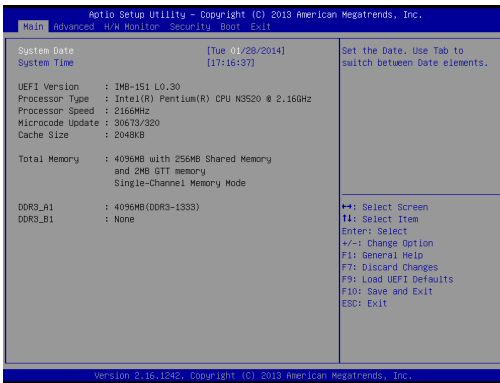 Aptio Setup Utility - Copyright (C) 2013 American Megatrends, Inc.
Main Advanced H/W Monitor Security Boot Exit
System Date [Tue 01/28/2014]
System Time [17:16:37]
UEFI Version : IMB-151 L0.30
Processor Type : Intel(R) Pentium(R) CPU N3520 @ 2.16GHz
Processor Speed : 2166MHz
Microcode Update : 30673/320
Cache Size : 2048KB
Total Memory : 4096MB with 256MB Shared Memory
and 2MB GTT memory
Single-Channel Memory Mode
DDR3_A1 : 4096MB(DDR3-1333)
DDR3_B1 : None
Set the Date. Use Tab to
switch between Date elements.
↔: Select Screen
↑↓: Select Item
Enter: Select
+/-: Change Option
F1: General Help
F7: Discard Changes
F9: Load UEFI Defaults
F10: Save and Exit
ESC: Exit
Version 2.16.1242. Copyright (C) 2013 American Megatrends, Inc.